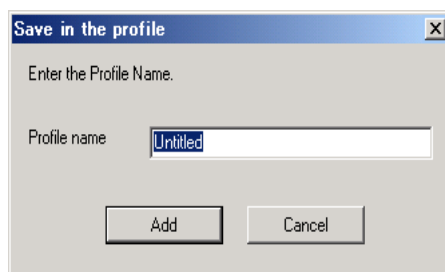 Save in the profile
Enter the Profile Name.
Profile name
Untitled
Add
Cancel